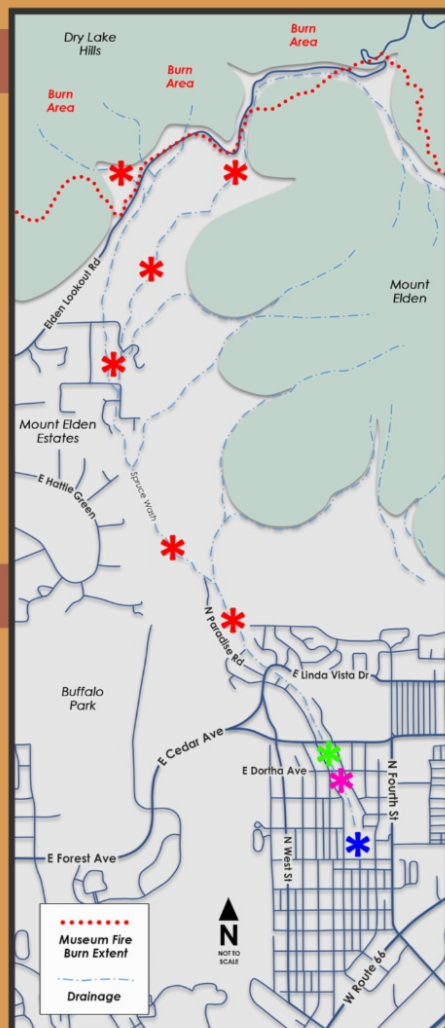 Dry Lake
Hills
Burn
Area
Burn
Area
Burn
Area
Elden Lookout Rd
Mount
Elden
Mount Elden
Estates
E Hattie Green
Spruce Wash
N Paradise Rd
E Linda Vista Dr
Buffalo
Park
E Cedar Ave
E Dortha Ave
N Fourth St
N West St
E Forest Ave
W Route 66
N
NOT TO
SCALE
Museum Fire
Burn Extent
Drainage